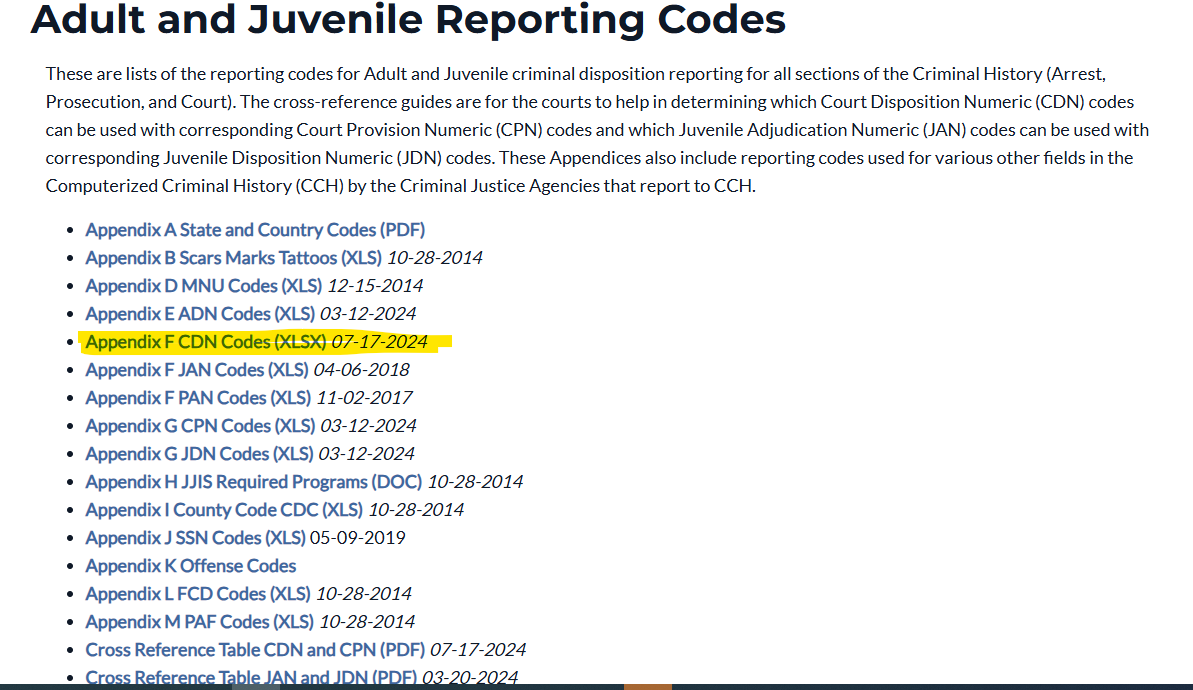 Adult and Juvenile Reporting Codes
These are lists of the reporting codes for Adult and Juvenile criminal disposition reporting for all sections of the Criminal History (Arrest,
Prosecution, and Court). The cross-reference guides are for the courts to help in determining which Court Disposition Numeric (CDN) codes
can be used with corresponding Court Provision Numeric (CPN) codes and which Juvenile Adjudication Numeric (JAN) codes can be used with
corresponding Juvenile Disposition Numeric (JDN) codes. These Appendices also include reporting codes used for various other fields in the
Computerized Criminal History (CCH) by the Criminal Justice Agencies that report to CCH.
• Appendix A State and Country Codes (PDF)
• Appendix B Scars Marks Tattoos (XLS) 10-28-2014
• Appendix D MNU Codes (XLS) 12-15-2014
• Appendix E ADN Codes (XLS) 03-12-2024
• Appendix F CDN Codes (XLSX) 07-17-2024
• Appendix F JAN Codes (XLS) 04-06-2018
• Appendix F PAN Codes (XLS) 11-02-2017
• Appendix G CPN Codes (XLS) 03-12-2024
• Appendix G JDN Codes (XLS) 03-12-2024
• Appendix H JJIS Required Programs (DOC) 10-28-2014
• Appendix I County Code CDC (XLS) 10-28-2014
• Appendix J SSN Codes (XLS) 05-09-2019
• Appendix K Offense Codes
• Appendix L FCD Codes (XLS) 10-28-2014
• Appendix M PAF Codes (XLS) 10-28-2014
• Cross Reference Table CDN and CPN (PDF) 07-17-2024
• Cross Reference Table JAN and JDN (PDF) 03-20-2024